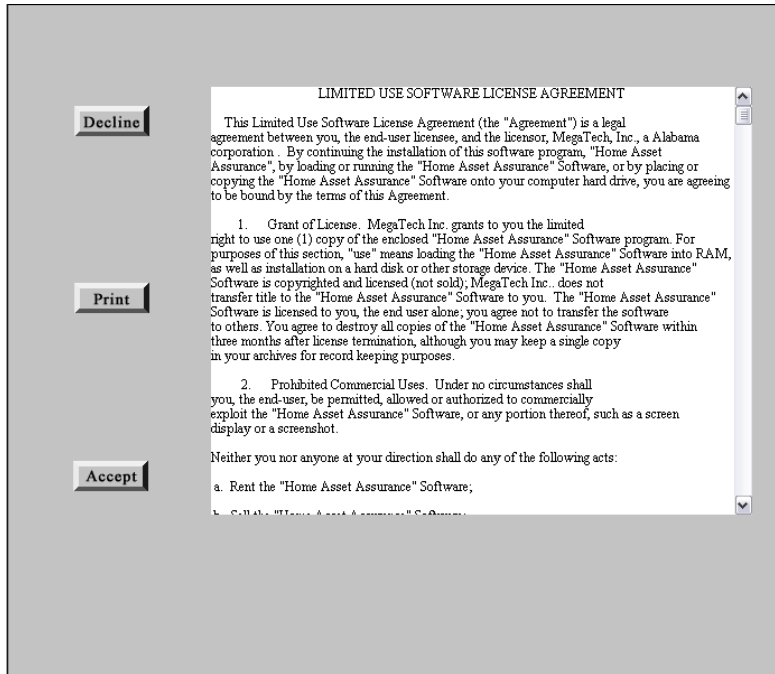 LIMITED USE SOFTWARE LICENSE AGREEMENT
Decline
This Limited Use Software License Agreement (the "Agreement") is a legal
agreement between you, the end-user licensee, and the licensor, MegaTech, Inc., a Alabama
corporation . By continuing the installation of this software program, "Home Asset
Assurance", by loading or running the "Home Asset Assurance" Software, or by placing or
copying the "Home Asset Assurance" Software onto your computer hard drive, you are agreeing
to be bound by the terms of this Agreement.
1. Grant of License. MegaTech Inc. grants to you the limited
right to use one (1) copy of the enclosed "Home Asset Assurance" Software program. For
purposes of this section, "use" means loading the "Home Asset Assurance" Software into RAM,
as well as installation on a hard disk or other storage device. The "Home Asset Assurance"
Software is copyrighted and licensed (not sold); MegaTech Inc.. does not
Print
transfer title to the "Home Asset Assurance" Software to you. The "Home Asset Assurance"
Software is licensed to you, the end user alone; you agree not to transfer the software
to others. You agree to destroy all copies of the "Home Asset Assurance" Software within
three months after license termination, although you may keep a single copy
in your archives for record keeping purposes.
2. Prohibited Commercial Uses. Under no circumstances shall
you, the end-user, be permitted, allowed or authorized to commercially
exploit the "Home Asset Assurance" Software, or any portion thereof, such as a screen
display or a screenshot.
Neither you nor anyone at your direction shall do any of the following acts:
Accept
a. Rent the "Home Asset Assurance" Software;
b. Sell the "Home Asset Assurance" Software;